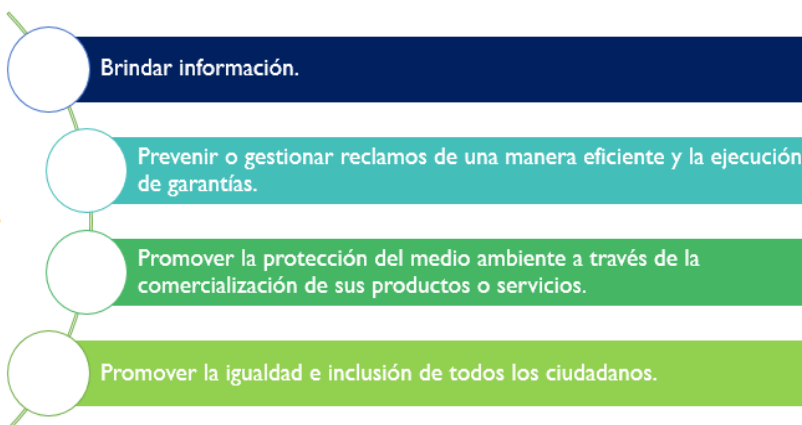 Brindar información.
Prevenir o gestionar reclamos de una manera eficiente y la ejecución
de garantías.
Promover la protección del medio ambiente a través de la
comercialización de sus productos o servicios.
Promover la igualdad e inclusión de todos los ciudadanos.